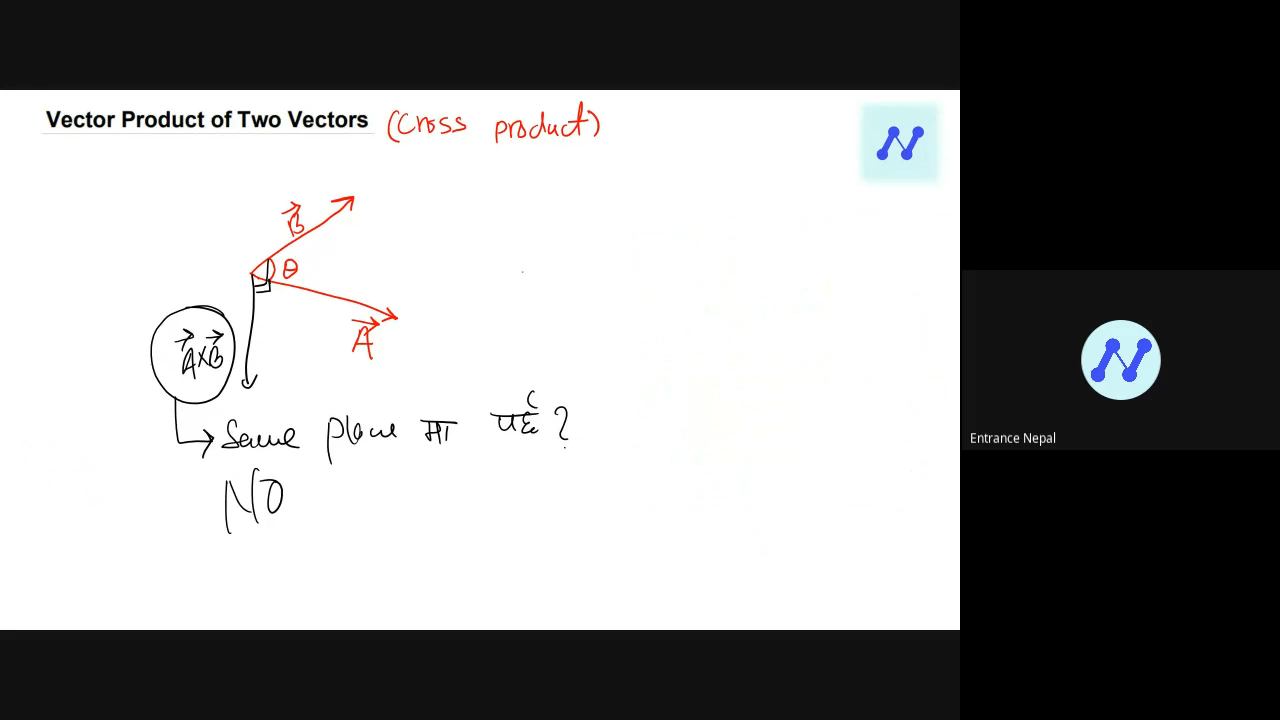 Vector Product of Two Vectors (cross product)
B
θ
A
A×B
Same plane मा पर्छ ?
NO
Entrance Nepal